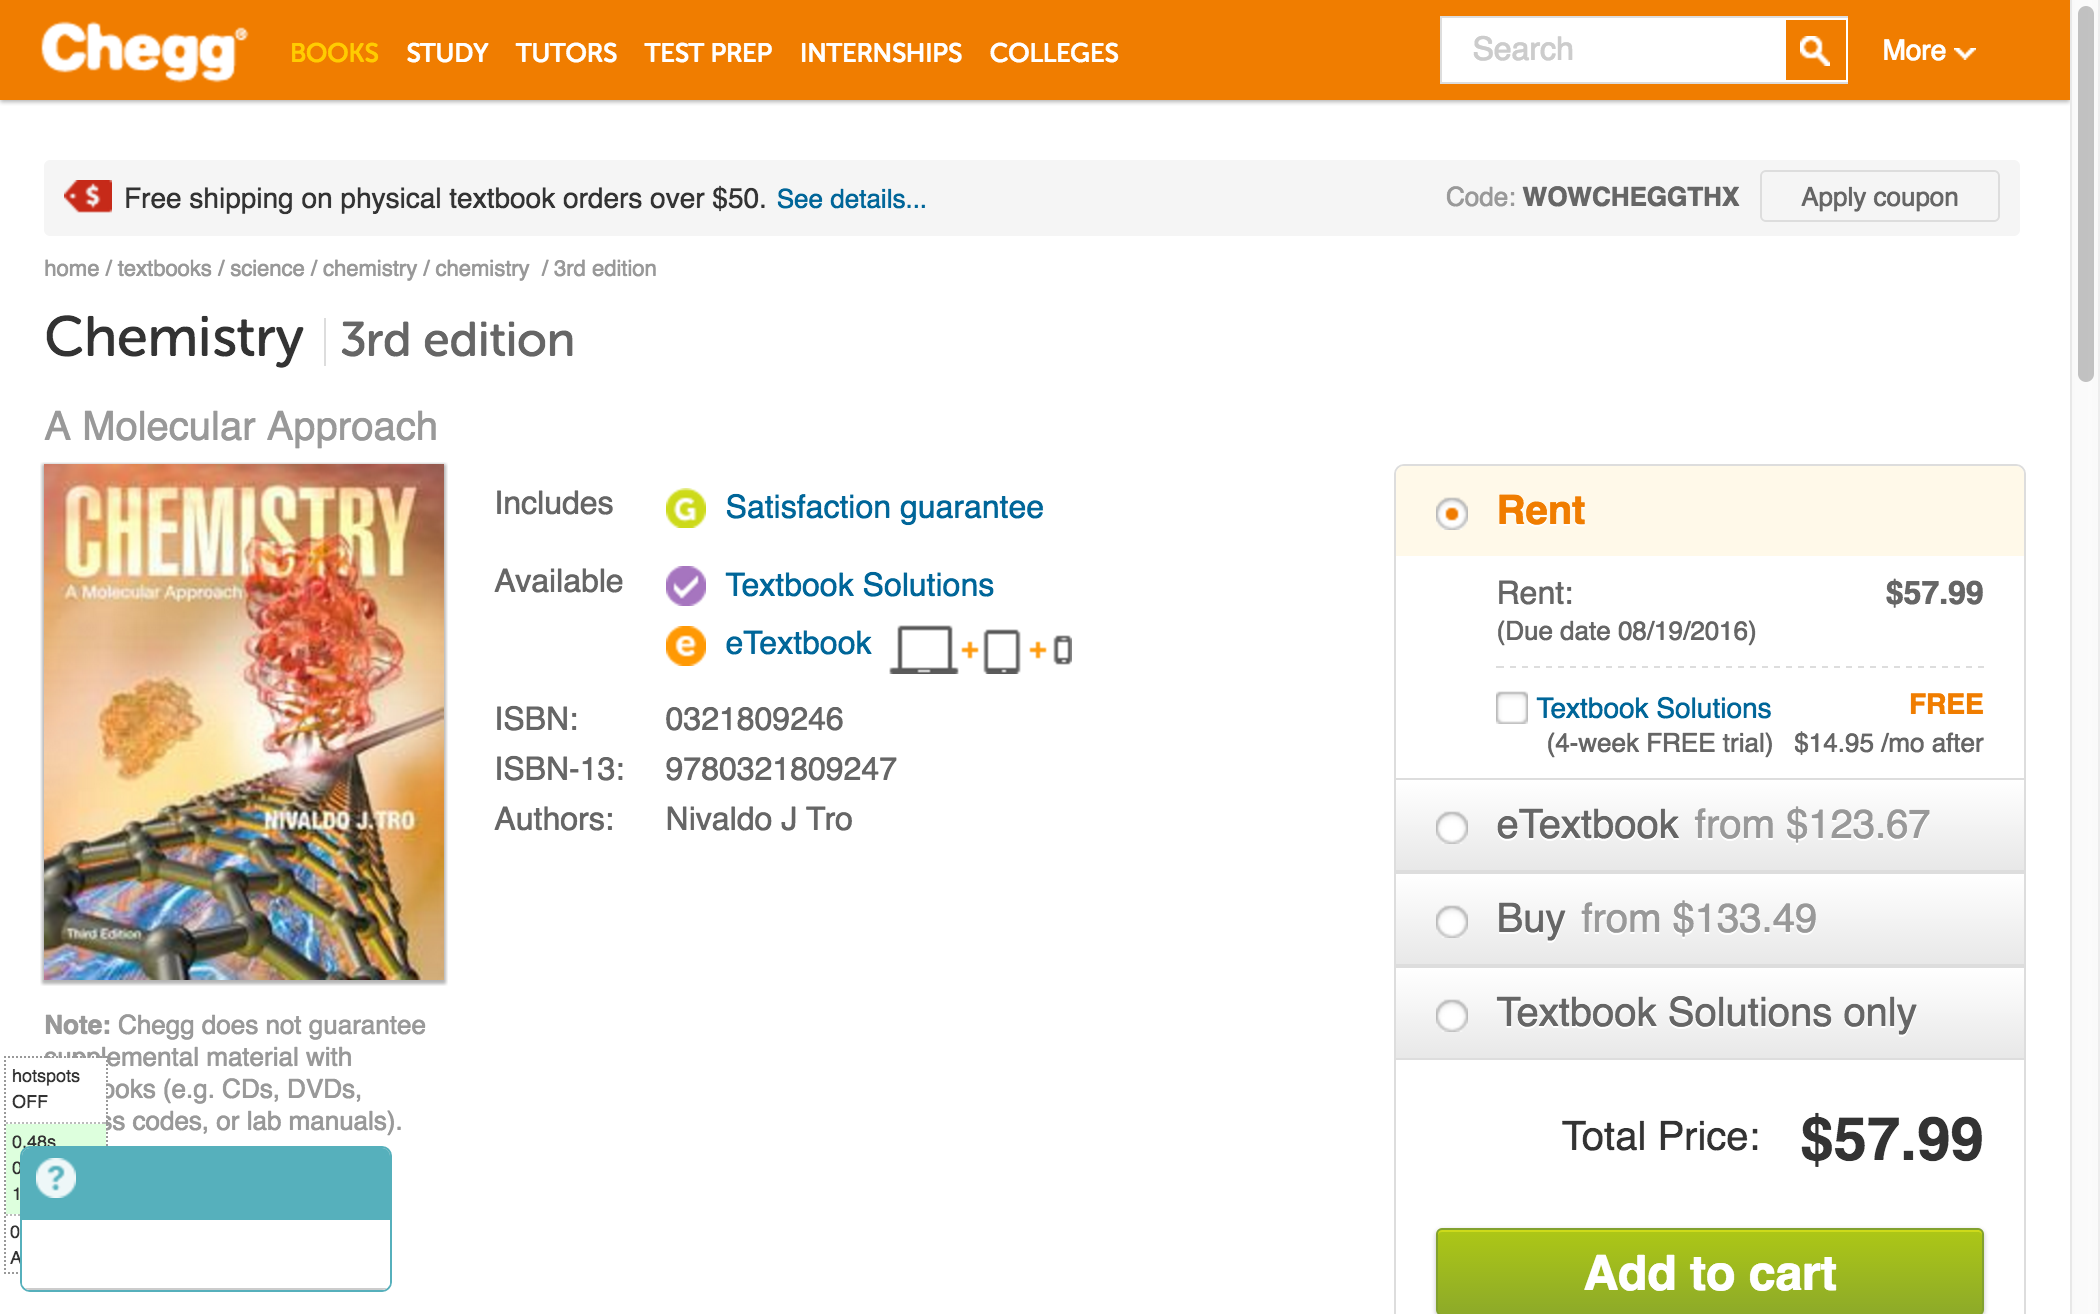 Chegg®
BOOKS STUDY TUTORS TEST PREP INTERNSHIPS COLLEGES
Search
More
$ Free shipping on physical textbook orders over $50. See details...
Code: WOWCHEGGTHX
Apply coupon
home / textbooks / science / chemistry / chemistry / 3rd edition
Chemistry 3rd edition
A Molecular Approach
CHEMISTRY
A Molecular Approach
NIVALDO J. TRO
Third Edition
Note: Chegg does not guarantee
supplemental material with
(e.g. CDs, DVDs,
codes, or lab manuals).
hotspots
OFF
0.48s
0
1
0
A
?
Includes G Satisfaction guarantee
Available Textbook Solutions
e eTextbook + +
ISBN: 0321809246
ISBN-13: 9780321809247
Authors: Nivaldo J Tro
Rent
Rent: $57.99
(Due date 08/19/2016)
Textbook Solutions FREE
(4-week FREE trial) $14.95 /mo after
eTextbook from $123.67
Buy from $133.49
Textbook Solutions only
Total Price: $57.99
Add to cart